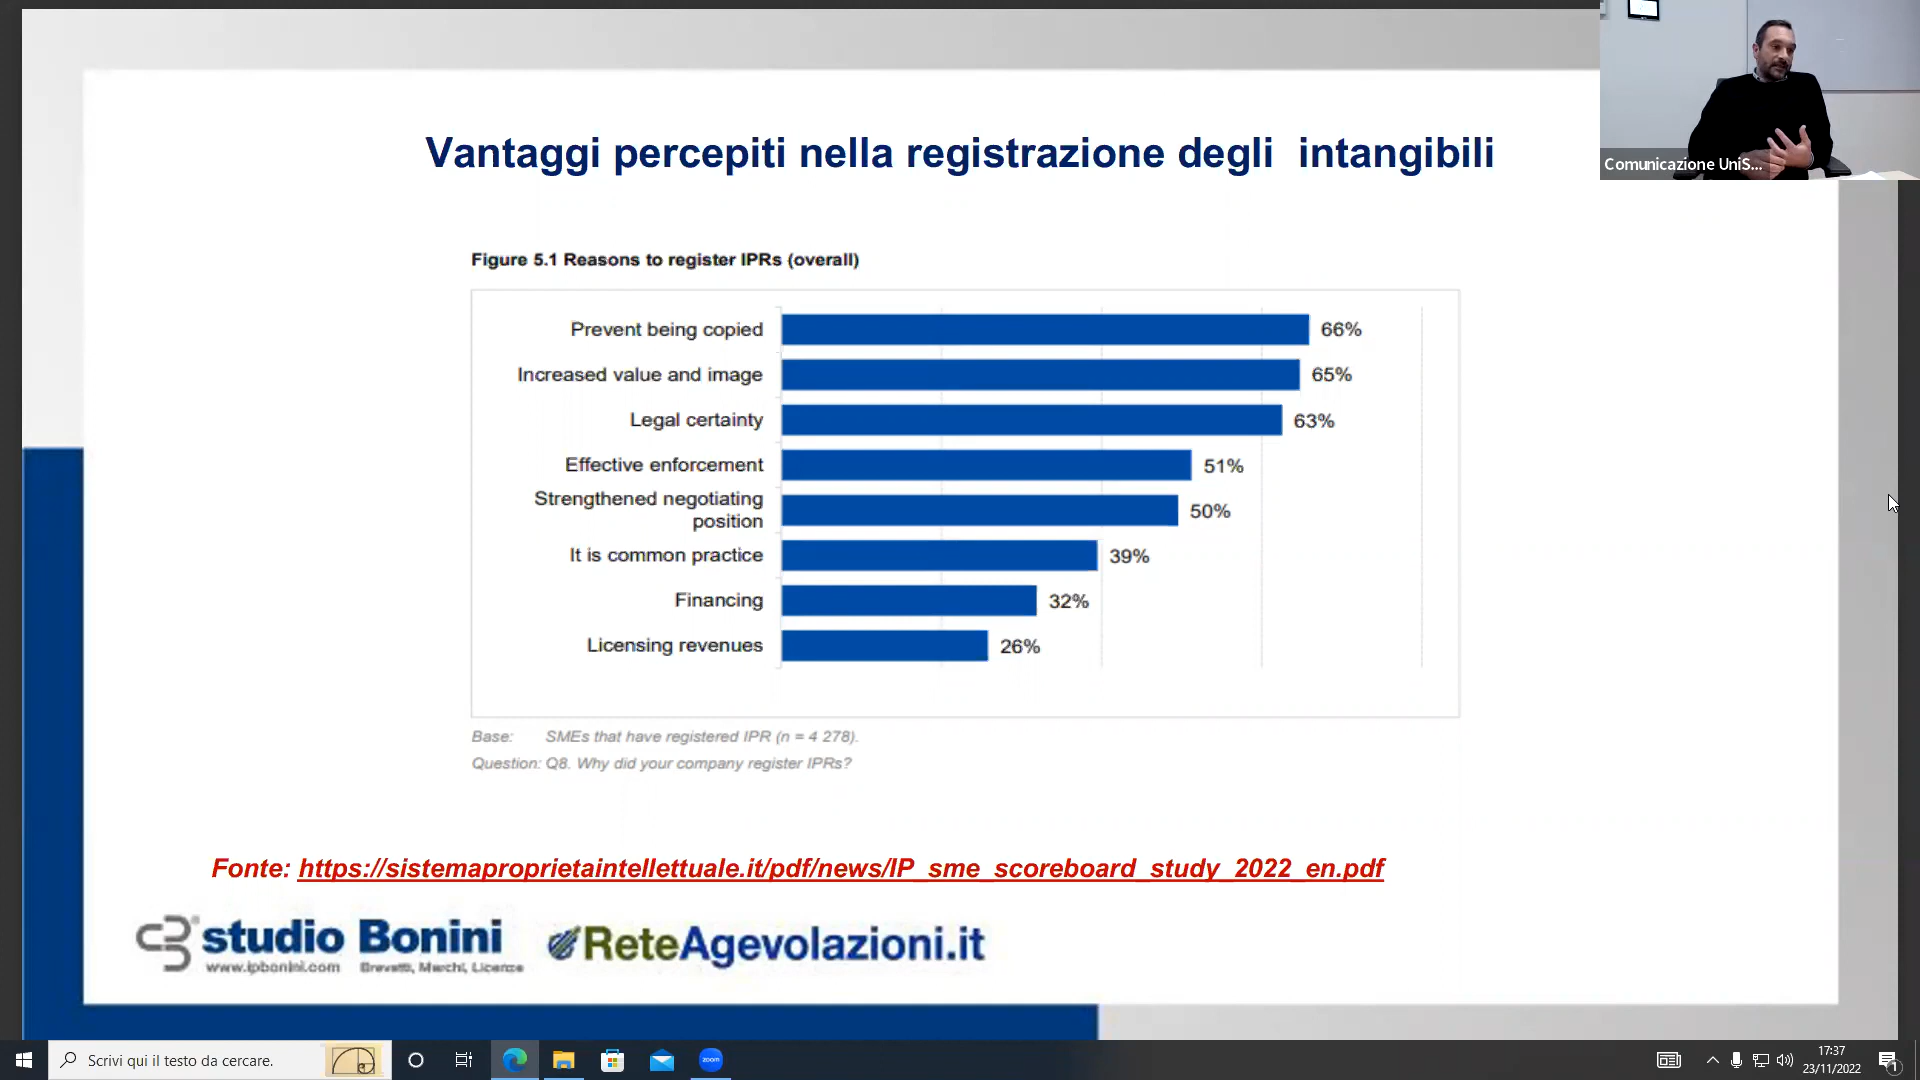 Vantaggi percepiti nella registrazione degli  intangibili
Comunicazione UniS...
Figure 5.1 Reasons to register IPRs (overall)
Prevent being copied 66%
Increased value and image 65%
Legal certainty 63%
Effective enforcement 51%
Strengthened negotiating
position 50%
It is common practice 39%
Financing 32%
Licensing revenues 26%
Base: SMEs that have registered IPR (n = 4 278).
Question: Q8. Why did your company register IPRs?
Fonte: https://sistemaproprietaintellettuale.it/pdf/news/IP_sme_scoreboard_study_2022_en.pdf
studio Bonini
www.ipbonini.com Brevetti, Marchi, Licenze
ReteAgevolazioni.it
Scrivi qui il testo da cercare.
zoom
17:37
23/11/2022
1